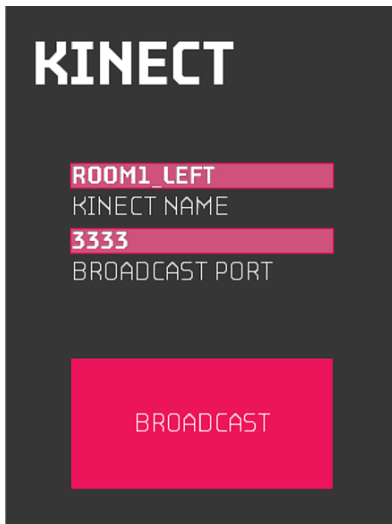 KINECT
ROOM1_LEFT
KINECT NAME
3333
BROADCAST PORT
BROADCAST